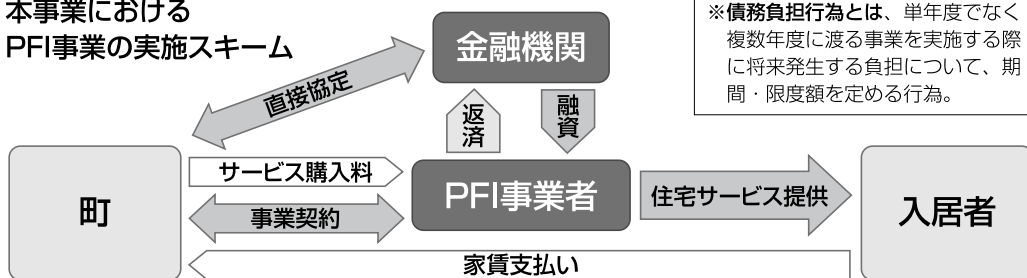 本事業における
PFI事業の実施スキーム
※債務負担行為とは、単年度でなく
複数年度に渡る事業を実施する際
に将来発生する負担について、期
間・限度額を定める行為。
金融機関
直接協定
返済
融資
町
サービス購入料
事業契約
PFI事業者
住宅サービス提供
入居者
家賃支払い